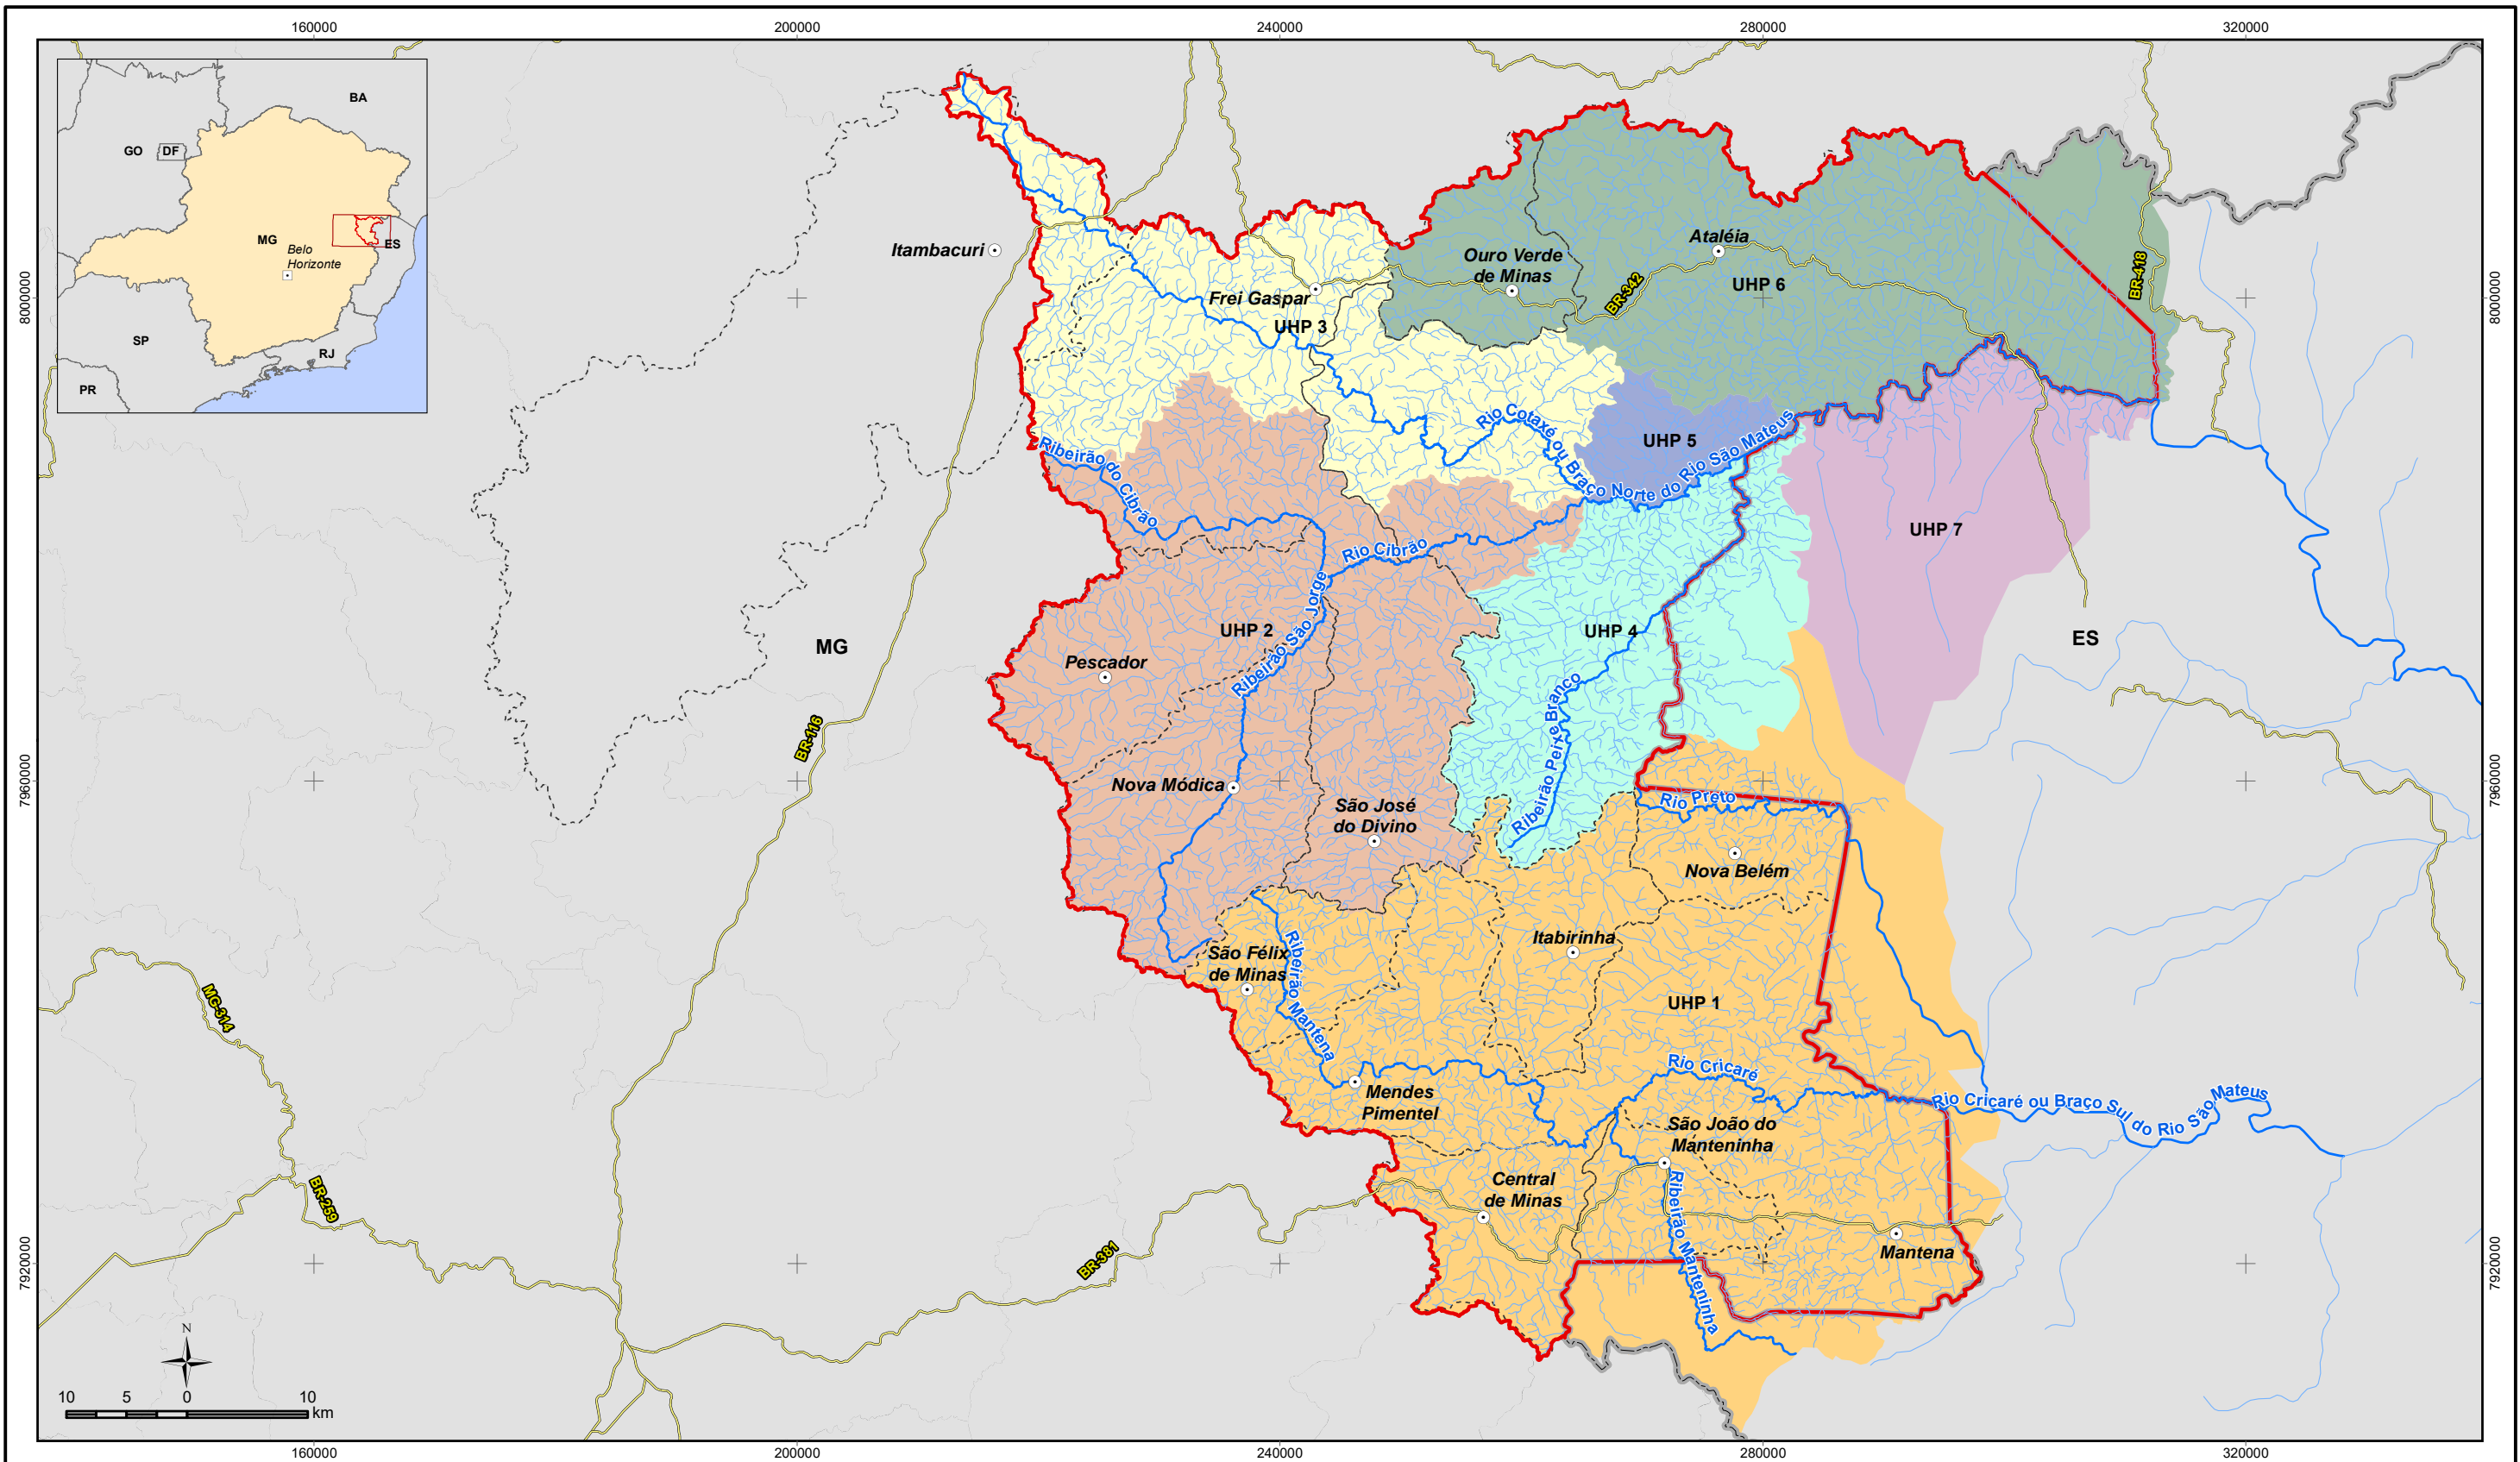 160000
200000
240000
280000
320000
BA
GO
DF
MG
Belo
Horizonte
ES
SP
RJ
PR
8000000
8000000
Itambacuri
Frei Gaspar
UHP 3
Ouro Verde
de Minas
Ataléia
UHP 6
BR-342
BR-418
Ribeirão do Cibrão
Rio Cotaxé ou Braço Norte do Rio São Mateus
UHP 5
UHP 7
Rio Cibrão
MG
UHP 2
Ribeirão São Jorge
UHP 4
ES
Pescador
Ribeirão Peixe Branco
BR-116
7960000
7960000
Nova Módica
São José
do Divino
Rio Preto
Nova Belém
Itabirinha
São Félix
de Minas
Ribeirão Mantena
UHP 1
MG-314
Rio Cricaré
Mendes
Pimentel
Rio Cricaré ou Braço Sul do Rio São Mateus
São João do
Manteninha
Central
de Minas
Ribeirão Manteninha
BR-259
BR-381
Mantena
7920000
7920000
N
10 5 0 10
km
160000
200000
240000
280000
320000